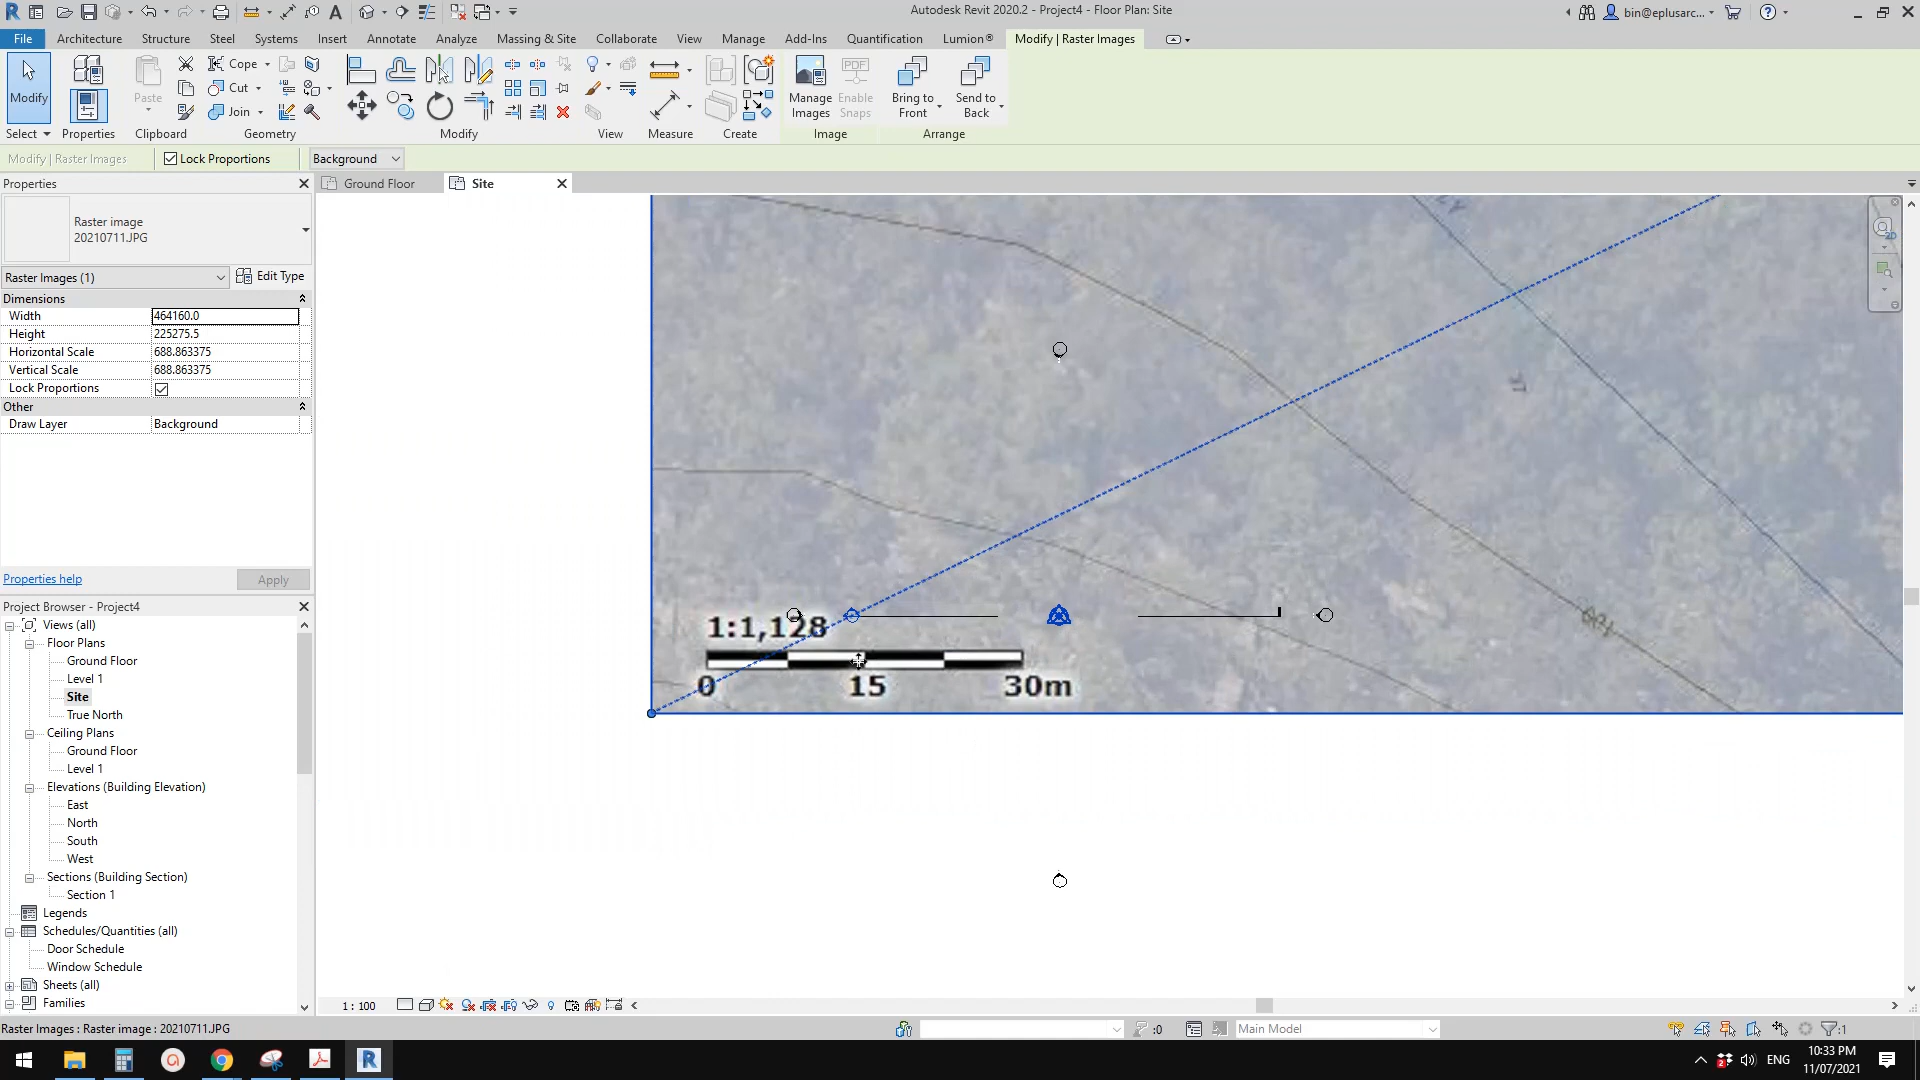 Autodesk Revit 2020.2 - Project4 - Floor Plan: Site
bin@eplusarc...
File Architecture Structure Steel Systems Insert Annotate Analyze Massing & Site Collaborate View Manage Add-Ins Quantification Lumion® Modify | Raster Images
Modify
Paste
Cope
Cut
Join
Manage Images
PDF
Enable Snaps
Bring to Front
Send to Back
Select Properties Clipboard Geometry Modify View Measure Create Image Arrange
Modify | Raster Images Lock Proportions Background
Properties
Ground Floor
Site
Raster image
20210711.JPG
Raster Images (1) Edit Type
Dimensions
Width 464160.0
Height 225275.5
Horizontal Scale 688.863375
Vertical Scale 688.863375
Lock Proportions
Other
Draw Layer Background
Properties help Apply
Project Browser - Project4
Views (all)
Floor Plans
Ground Floor
Level 1
Site
True North
Ceiling Plans
Ground Floor
Level 1
Elevations (Building Elevation)
East
North
South
West
Sections (Building Section)
Section 1
Legends
Schedules/Quantities (all)
Door Schedule
Window Schedule
Sheets (all)
Families
1:1,128
0 15 30m
1 : 100
Raster Images : Raster image : 20210711.JPG
:0
Main Model
:1
ENG
10:33 PM
11/07/2021